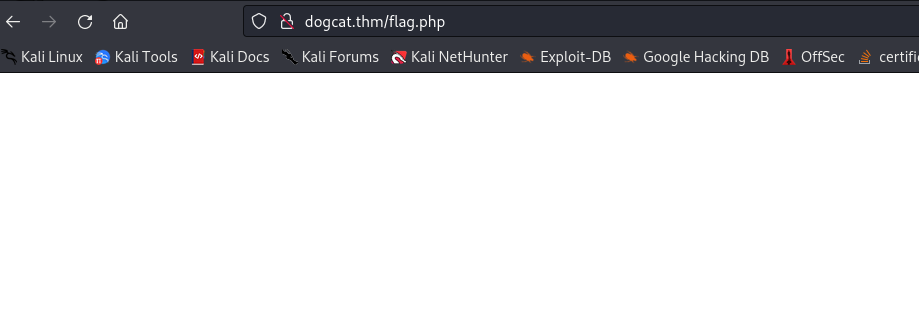 dogcat.thm/flag.php
Kali Linux Kali Tools Kali Docs Kali Forums Kali NetHunter Exploit-DB Google Hacking DB OffSec certifi